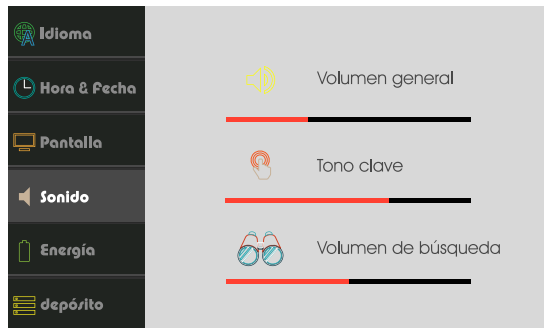 Idioma
Hora & Fecha
Pantalla
Sonido
Energía
depósito
Volumen general
Tono clave
Volumen de búsqueda